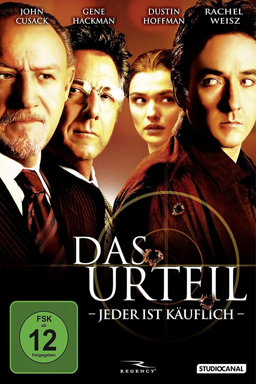 JOHN CUSACK
GENE HACKMAN
DUSTIN HOFFMAN
RACHEL WEISZ
DAS
URTEIL
– JEDER IST KÄUFLICH –
FSK
ab
12
freigegeben
REGENCY
STUDIOCANAL